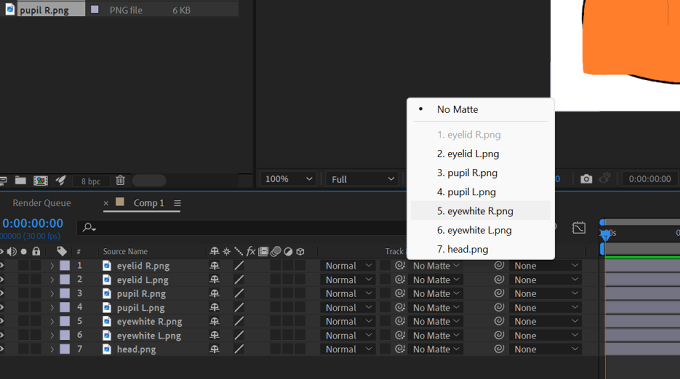 pupil R.png PNG file 6 KB
No Matte
1. eyelid R.png
2. eyelid L.png
3. pupil R.png
4. pupil L.png
5. eyewhite R.png
6. eyewhite L.png
7. head.png
8 bpc
100% Full 0:00:00:00
Render Queue × Comp 1
0:00:00:00
00000 (30.00 fps)
# Source Name fx Track
1 eyelid R.png Normal No Matte None
2 eyelid L.png Normal No Matte None
3 pupil R.png Normal No Matte None
4 pupil L.png Normal No Matte None
5 eyewhite R.png Normal No Matte None
6 eyewhite L.png Normal No Matte None
7 head.png Normal No Matte None